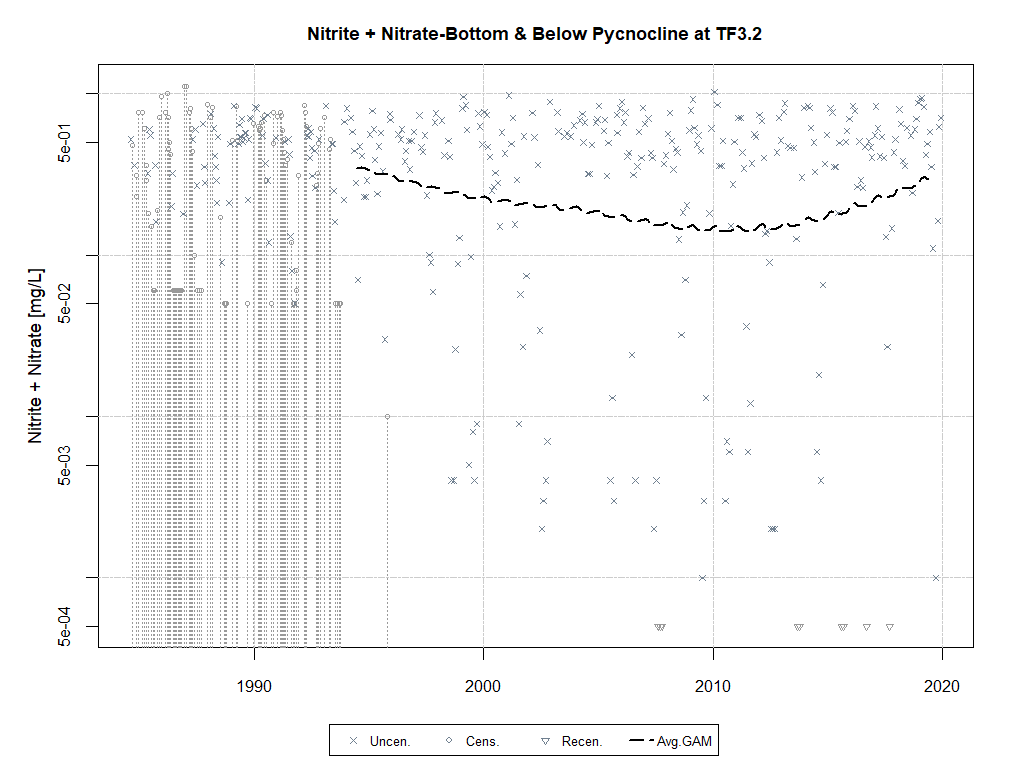 Nitrite + Nitrate-Bottom & Below Pycnocline at TF3.2
Nitrite + Nitrate [mg/L]
5e-01
5e-02
5e-03
5e-04
1990 2000 2010 2020
Uncen. Cens. Recen. Avg.GAM